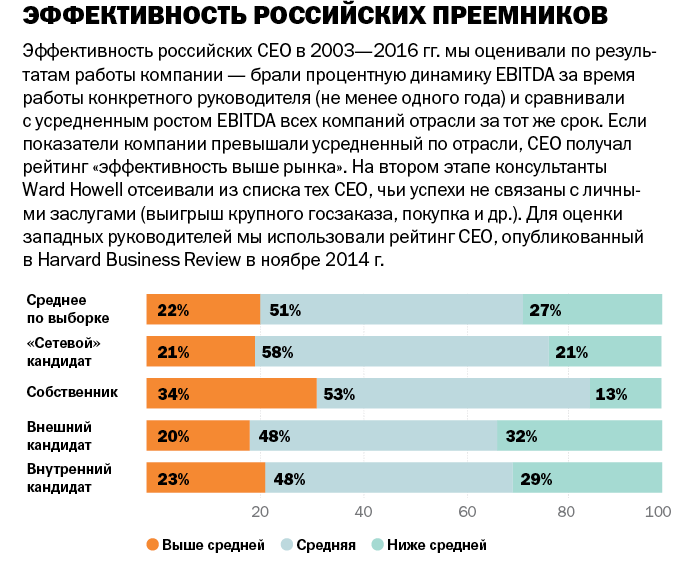 ЭФФЕКТИВНОСТЬ РОССИЙСКИХ ПРЕЕМНИКОВ
Эффективность российских CEO в 2003—2016 гг. мы оценивали по резуль-
татам работы компании — брали процентную динамику EBITDA за время
работы конкретного руководителя (не менее одного года) и сравнивали
с усредненным ростом EBITDA всех компаний отрасли за тот же срок. Если
показатели компании превышали усредненный по отрасли, CEO получал
рейтинг «эффективность выше рынка». На втором этапе консультанты
Ward Howell отсеивали из списка тех CEO, чьи успехи не связаны с личны-
ми заслугами (выигрыш крупного госзаказа, покупка и др.). Для оценки
западных руководителей мы использовали рейтинг CEO, опубликованный
в Harvard Business Review в ноябре 2014 г.
Среднее
по выборке
22% 51% 27%
«Сетевой»
кандидат
21% 58% 21%
Собственник
34% 53% 13%
Внешний
кандидат
20% 48% 32%
Внутренний
кандидат
23% 48% 29%
20 40 60 80 100
Выше средней Средняя Ниже средней